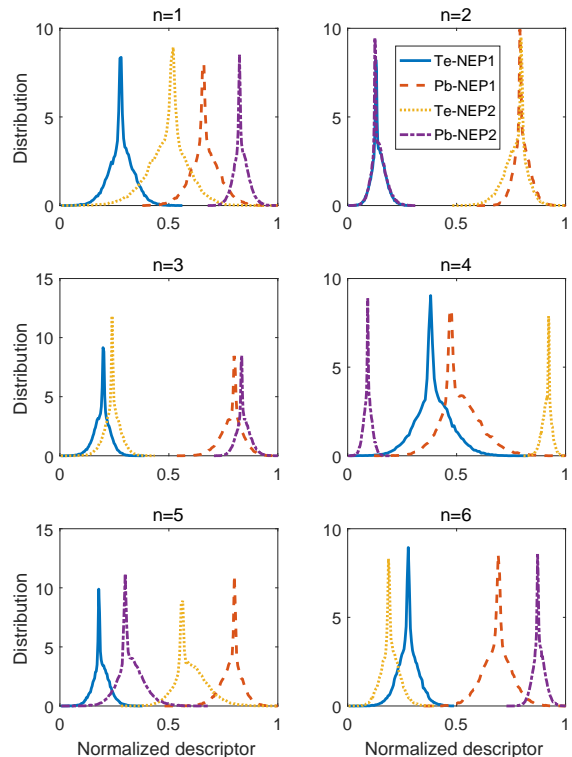 n=1
n=2
10
5
0
Distribution
0
0.5
1
10
5
0
0
0.5
1
Te-NEP1
Pb-NEP1
Te-NEP2
Pb-NEP2
n=3
n=4
15
10
5
0
Distribution
0
0.5
1
10
5
0
0
0.5
1
n=5
n=6
15
10
5
0
Distribution
0
0.5
1
Normalized descriptor
10
5
0
0
0.5
1
Normalized descriptor